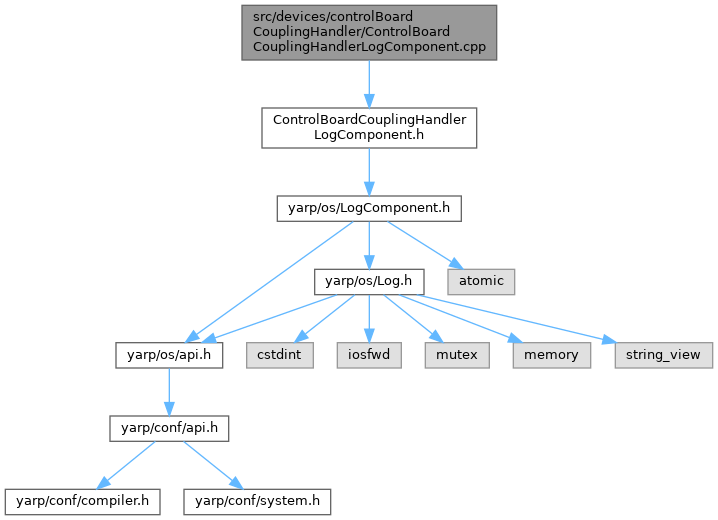 src/devices/controlBoard
CouplingHandler/ControlBoard
CouplingHandlerLogComponent.cpp
ControlBoardCouplingHandler
LogComponent.h
yarp/os/LogComponent.h
yarp/os/Log.h
atomic
yarp/os/api.h
cstdint
iosfwd
mutex
memory
string_view
yarp/conf/api.h
yarp/conf/compiler.h
yarp/conf/system.h